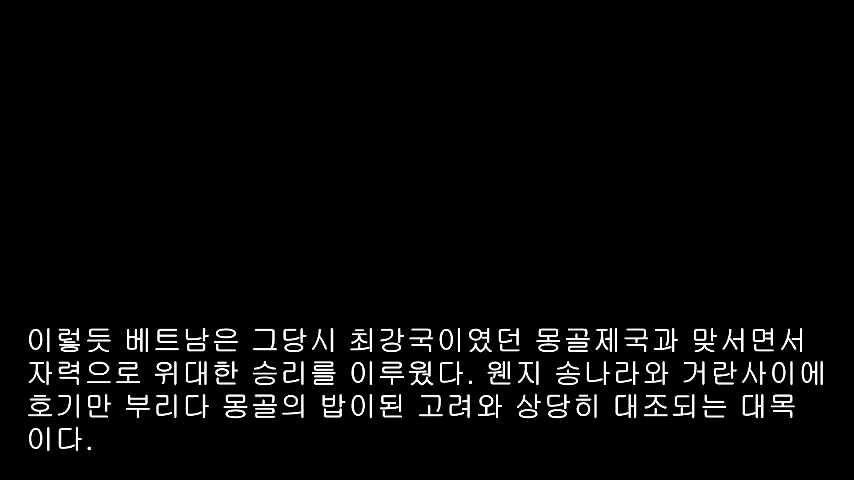 이렇듯 베트남은 그당시 최강국이였던 몽골제국과 맞서면서
자력으로 위대한 승리를 이루웠다. 웬지 송나라와 거란사이에
호기만 부리다 몽골의 밥이된 고려와 상당히 대조되는 대목
이다.